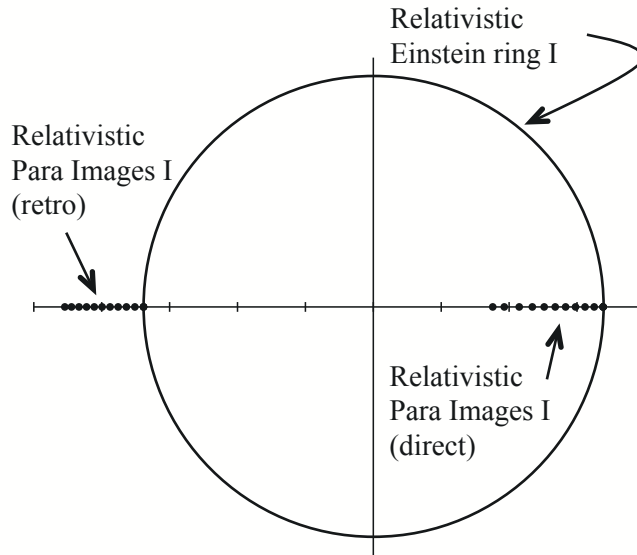 Relativistic
Einstein ring I
Relativistic
Para Images I
(retro)
Relativistic
Para Images I
(direct)